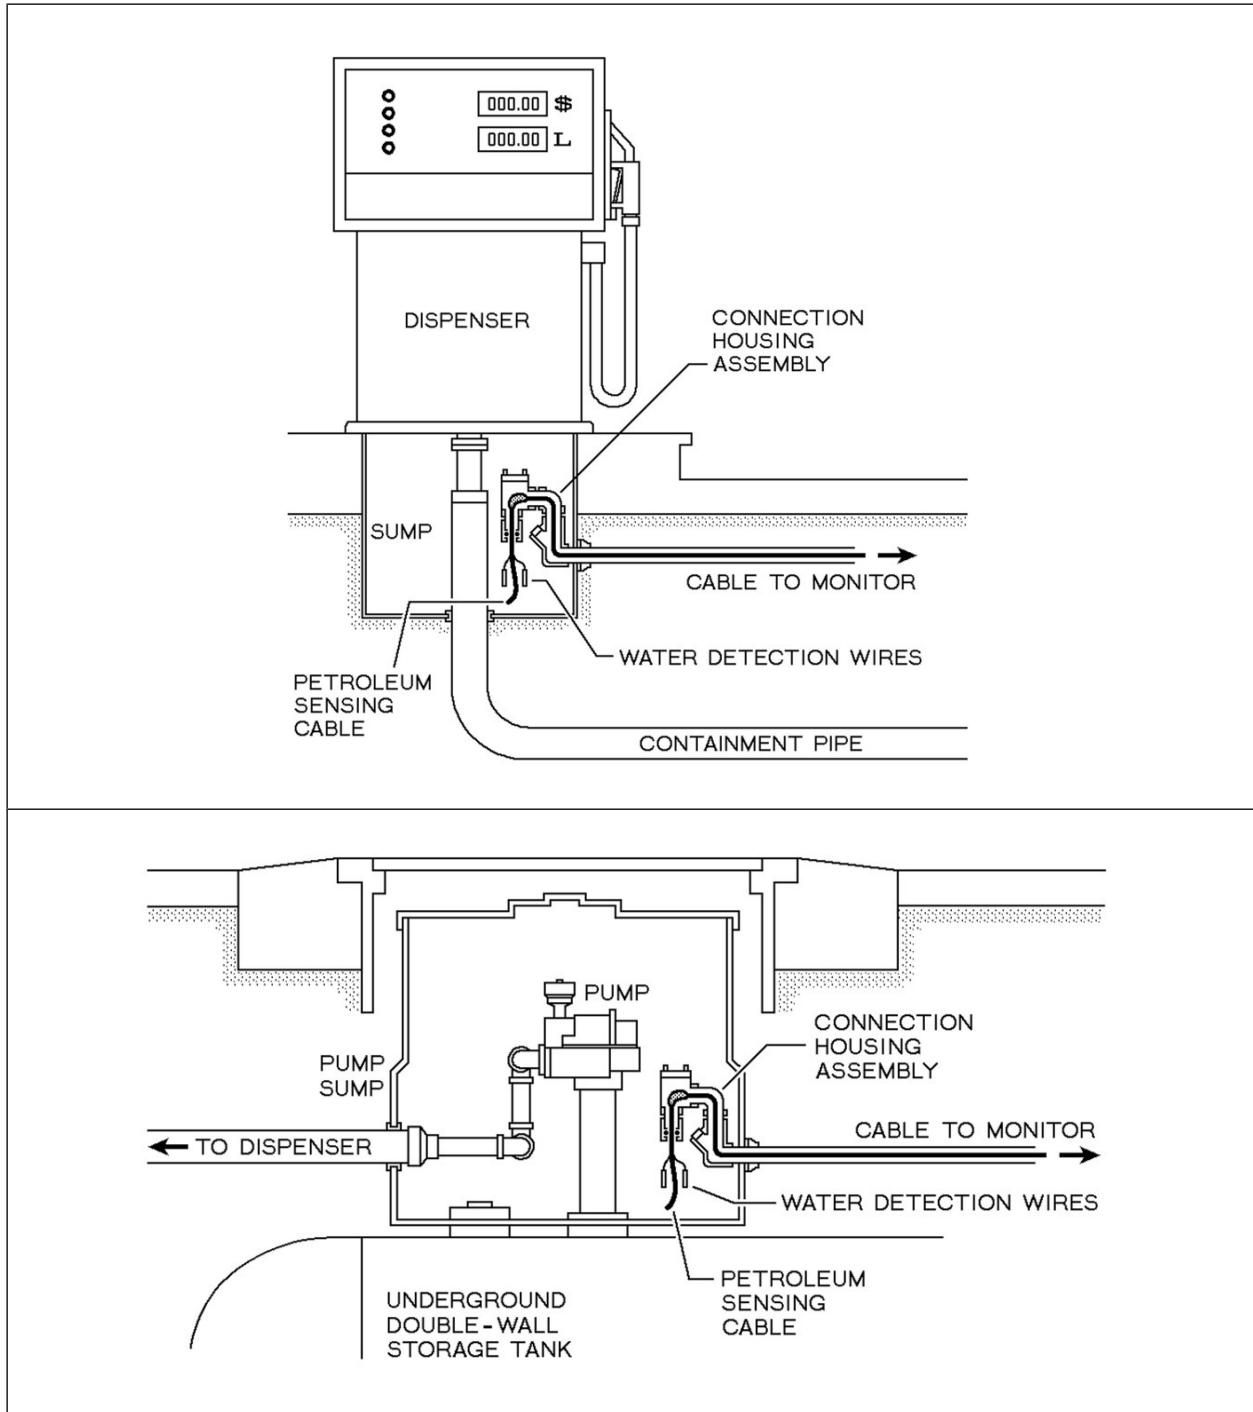 000.00 $
000.00 L
DISPENSER
CONNECTION
HOUSING
ASSEMBLY
SUMP
CABLE TO MONITOR
WATER DETECTION WIRES
PETROLEUM
SENSING
CABLE
CONTAINMENT PIPE
PUMP
CONNECTION
HOUSING
ASSEMBLY
PUMP
SUMP
TO DISPENSER
CABLE TO MONITOR
WATER DETECTION WIRES
PETROLEUM
SENSING
CABLE
UNDERGROUND
DOUBLE-WALL
STORAGE TANK